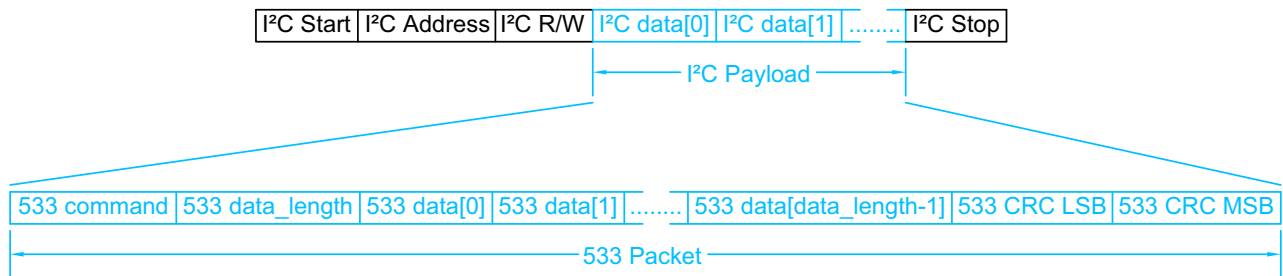 I²C Start I²C Address I²C R/W I²C data[0] I²C data[1] ........ I²C Stop
I²C Payload
533 command 533 data_length 533 data[0] 533 data[1] ........ 533 data[data_length-1] 533 CRC LSB 533 CRC MSB
533 Packet